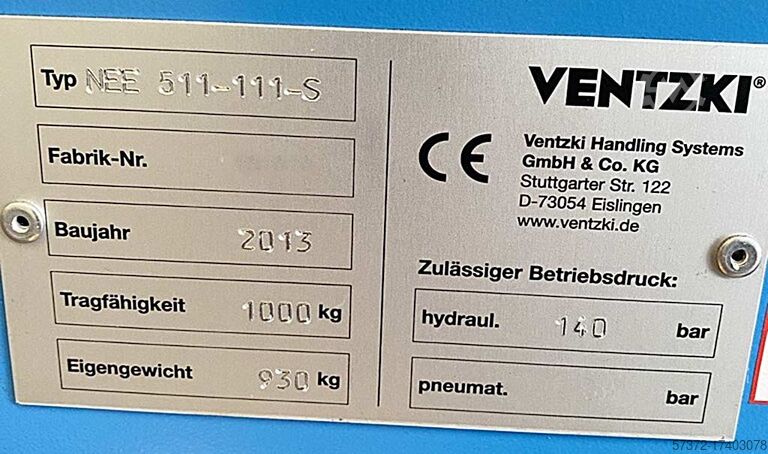 Typ NEE 511-111-S
Fabrik-Nr.
Baujahr 2013
Tragfähigkeit 1000 kg
Eigengewicht 930 kg
VENTZKI®
CE
Ventzki Handling Systems
GmbH & Co. KG
Stuttgarter Str. 122
D-73054 Eislingen
www.ventzki.de
Zulässiger Betriebsdruck:
hydraul. 140 bar
pneumat. bar
57372-17403078